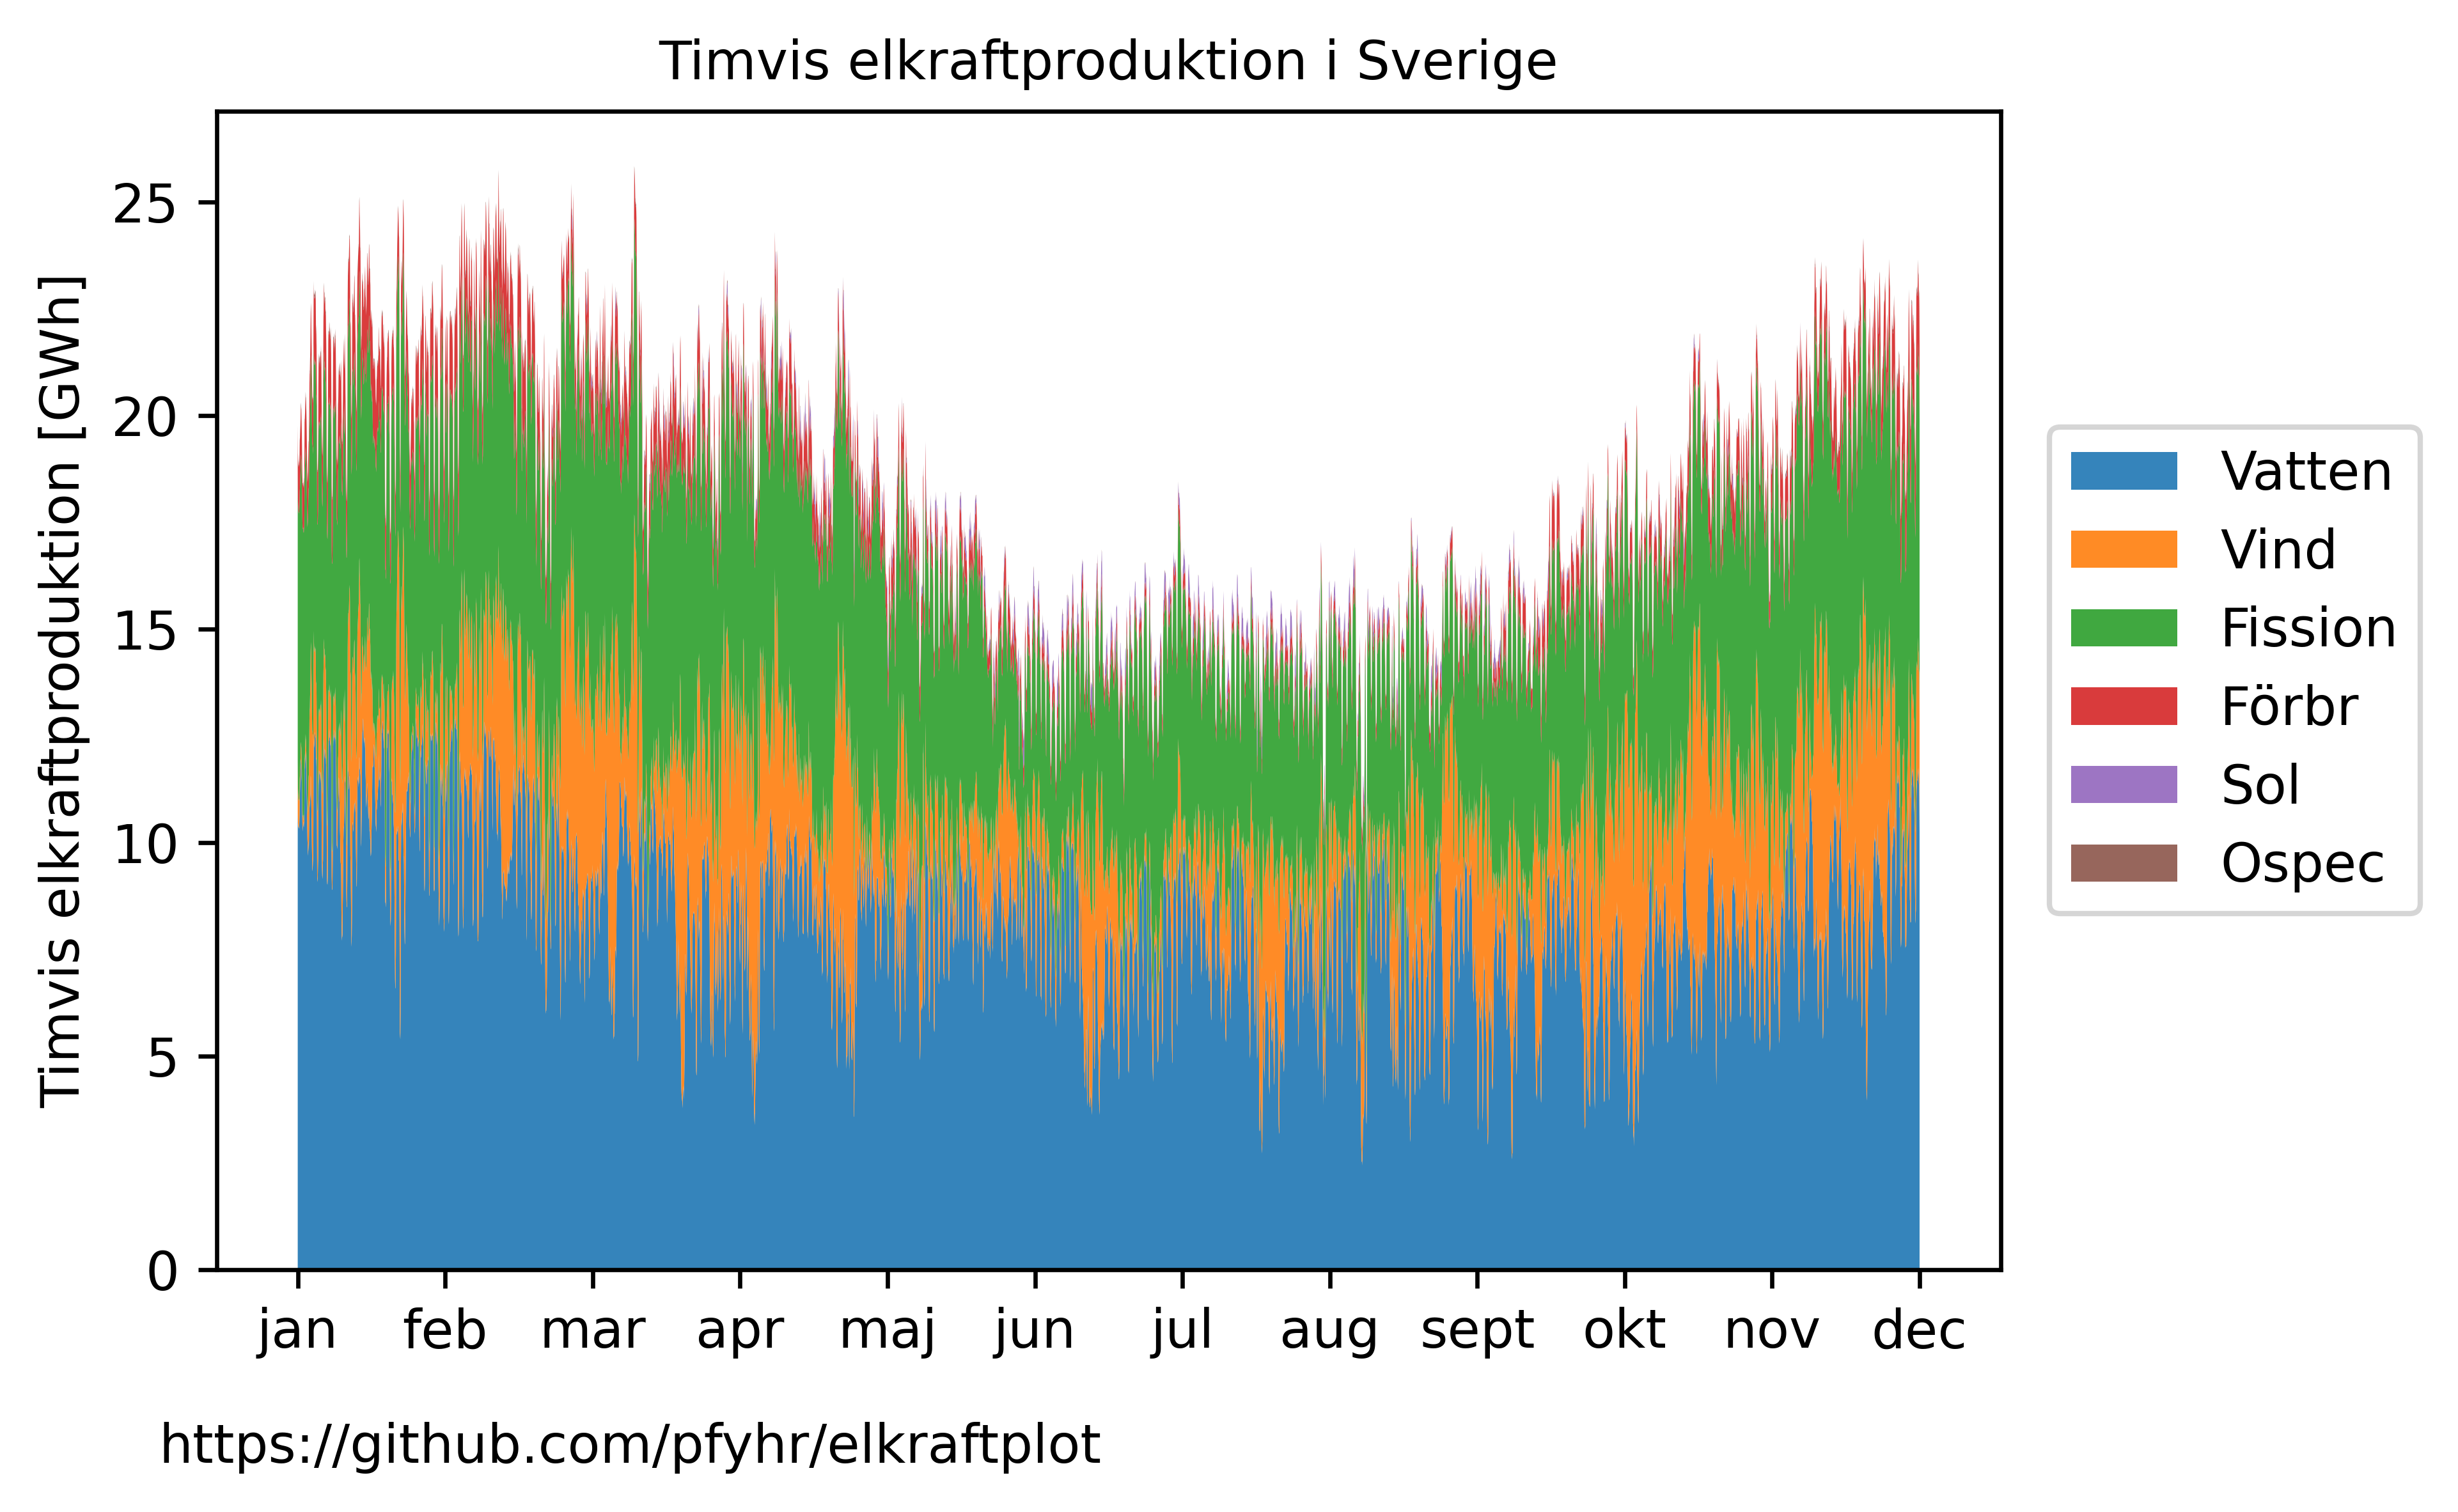 Timvis elkraftproduktion i Sverige
Timvis elkraftproduktion [GWh]
25
20
15
10
5
0
jan feb mar apr maj jun jul aug sept okt nov dec
Vatten
Vind
Fission
Förbr
Sol
Ospec
https://github.com/pfyhr/elkraftplot